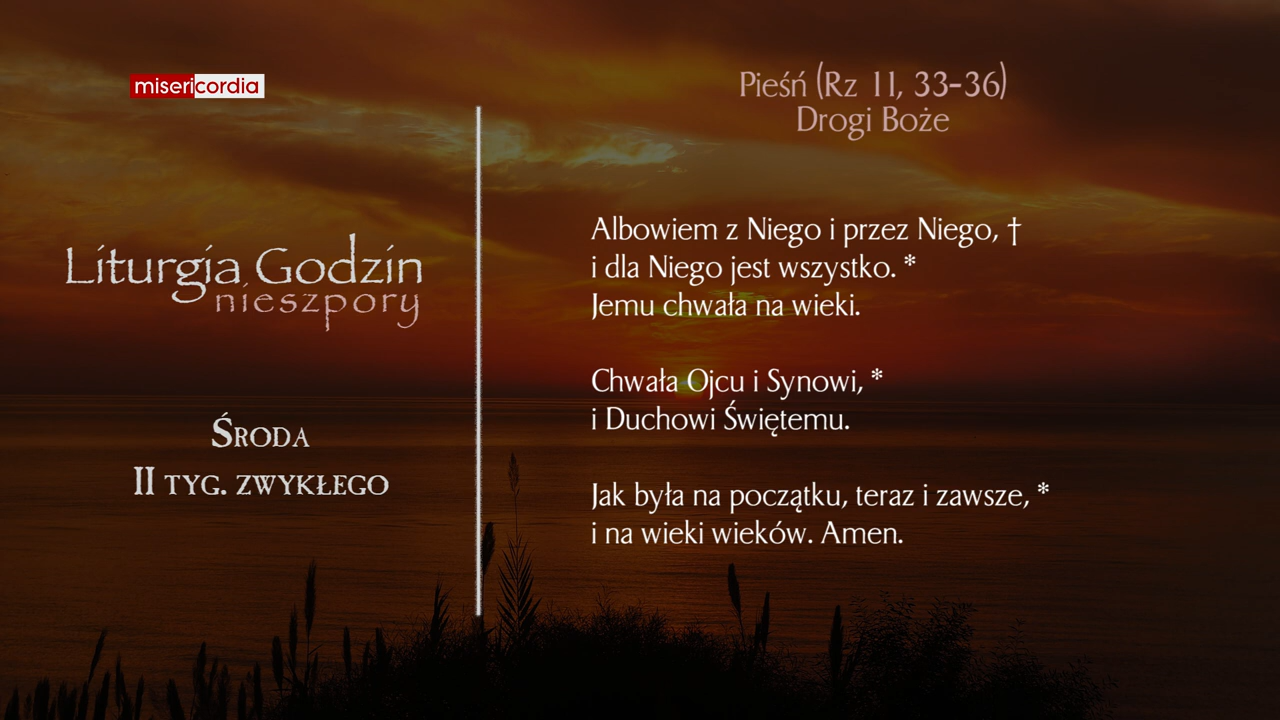 misericordia
Liturgia Godzin
nieszpory
Środa
II tyg. zwykłego
Pieśń (Rz 11, 33-36)
Drogi Boże
Albowiem z Niego i przez Niego, †
i dla Niego jest wszystko. *
Jemu chwała na wieki.
Chwała Ojcu i Synowi, *
i Duchowi Świętemu.
Jak była na początku, teraz i zawsze, *
i na wieki wieków. Amen.